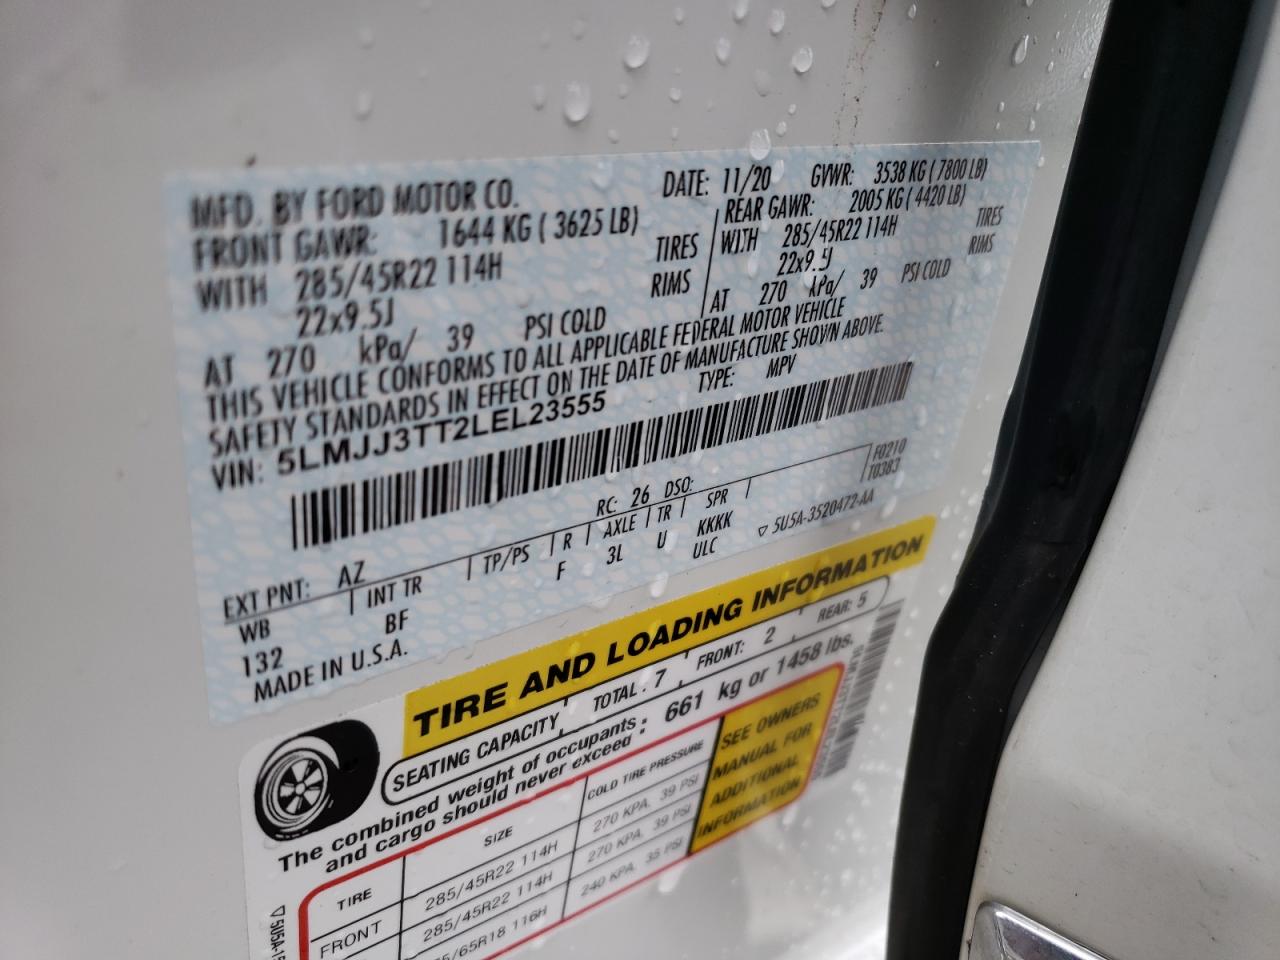 MFD. BY FORD MOTOR CO.
DATE: 11/20 GVWR: 3538 KG ( 7800 LB)
FRONT GAWR: 1644 KG ( 3625 LB) REAR GAWR: 2005 KG ( 4420 LB)
WITH 285/45R22 114H TIRES WITH 285/45R22 114H TIRES
22x9.5J RIMS 22x9.5J RIMS
AT 270 kPa/ 39 PSI COLD AT 270 kPa/ 39 PSI COLD
THIS VEHICLE CONFORMS TO ALL APPLICABLE FEDERAL MOTOR VEHICLE
SAFETY STANDARDS IN EFFECT ON THE DATE OF MANUFACTURE SHOWN ABOVE.
VIN: 5LMJJ3TT2LEL23555 TYPE: MPV
F0210
T0383
EXT PNT: AZ RC: 26 DSO:
WB INT TR TP/PS R AXLE TR SPR
132 BF F 3L U KKKK
ULC
▽ 5U5A-3520472-AA
MADE IN U.S.A.
TIRE AND LOADING INFORMATION
SEATING CAPACITY TOTAL : 7 FRONT: 2 REAR: 5
The combined weight of occupants and cargo should never exceed : 661 kg or 1458 lbs.
TIRE SIZE COLD TIRE PRESSURE
FRONT 285/45R22 114H 270 KPA, 39 PSI
285/45R22 114H 270 KPA, 39 PSI
/65R18 116H 240 KPA, 35 PSI
SEE OWNERS
MANUAL FOR
ADDITIONAL
INFORMATION